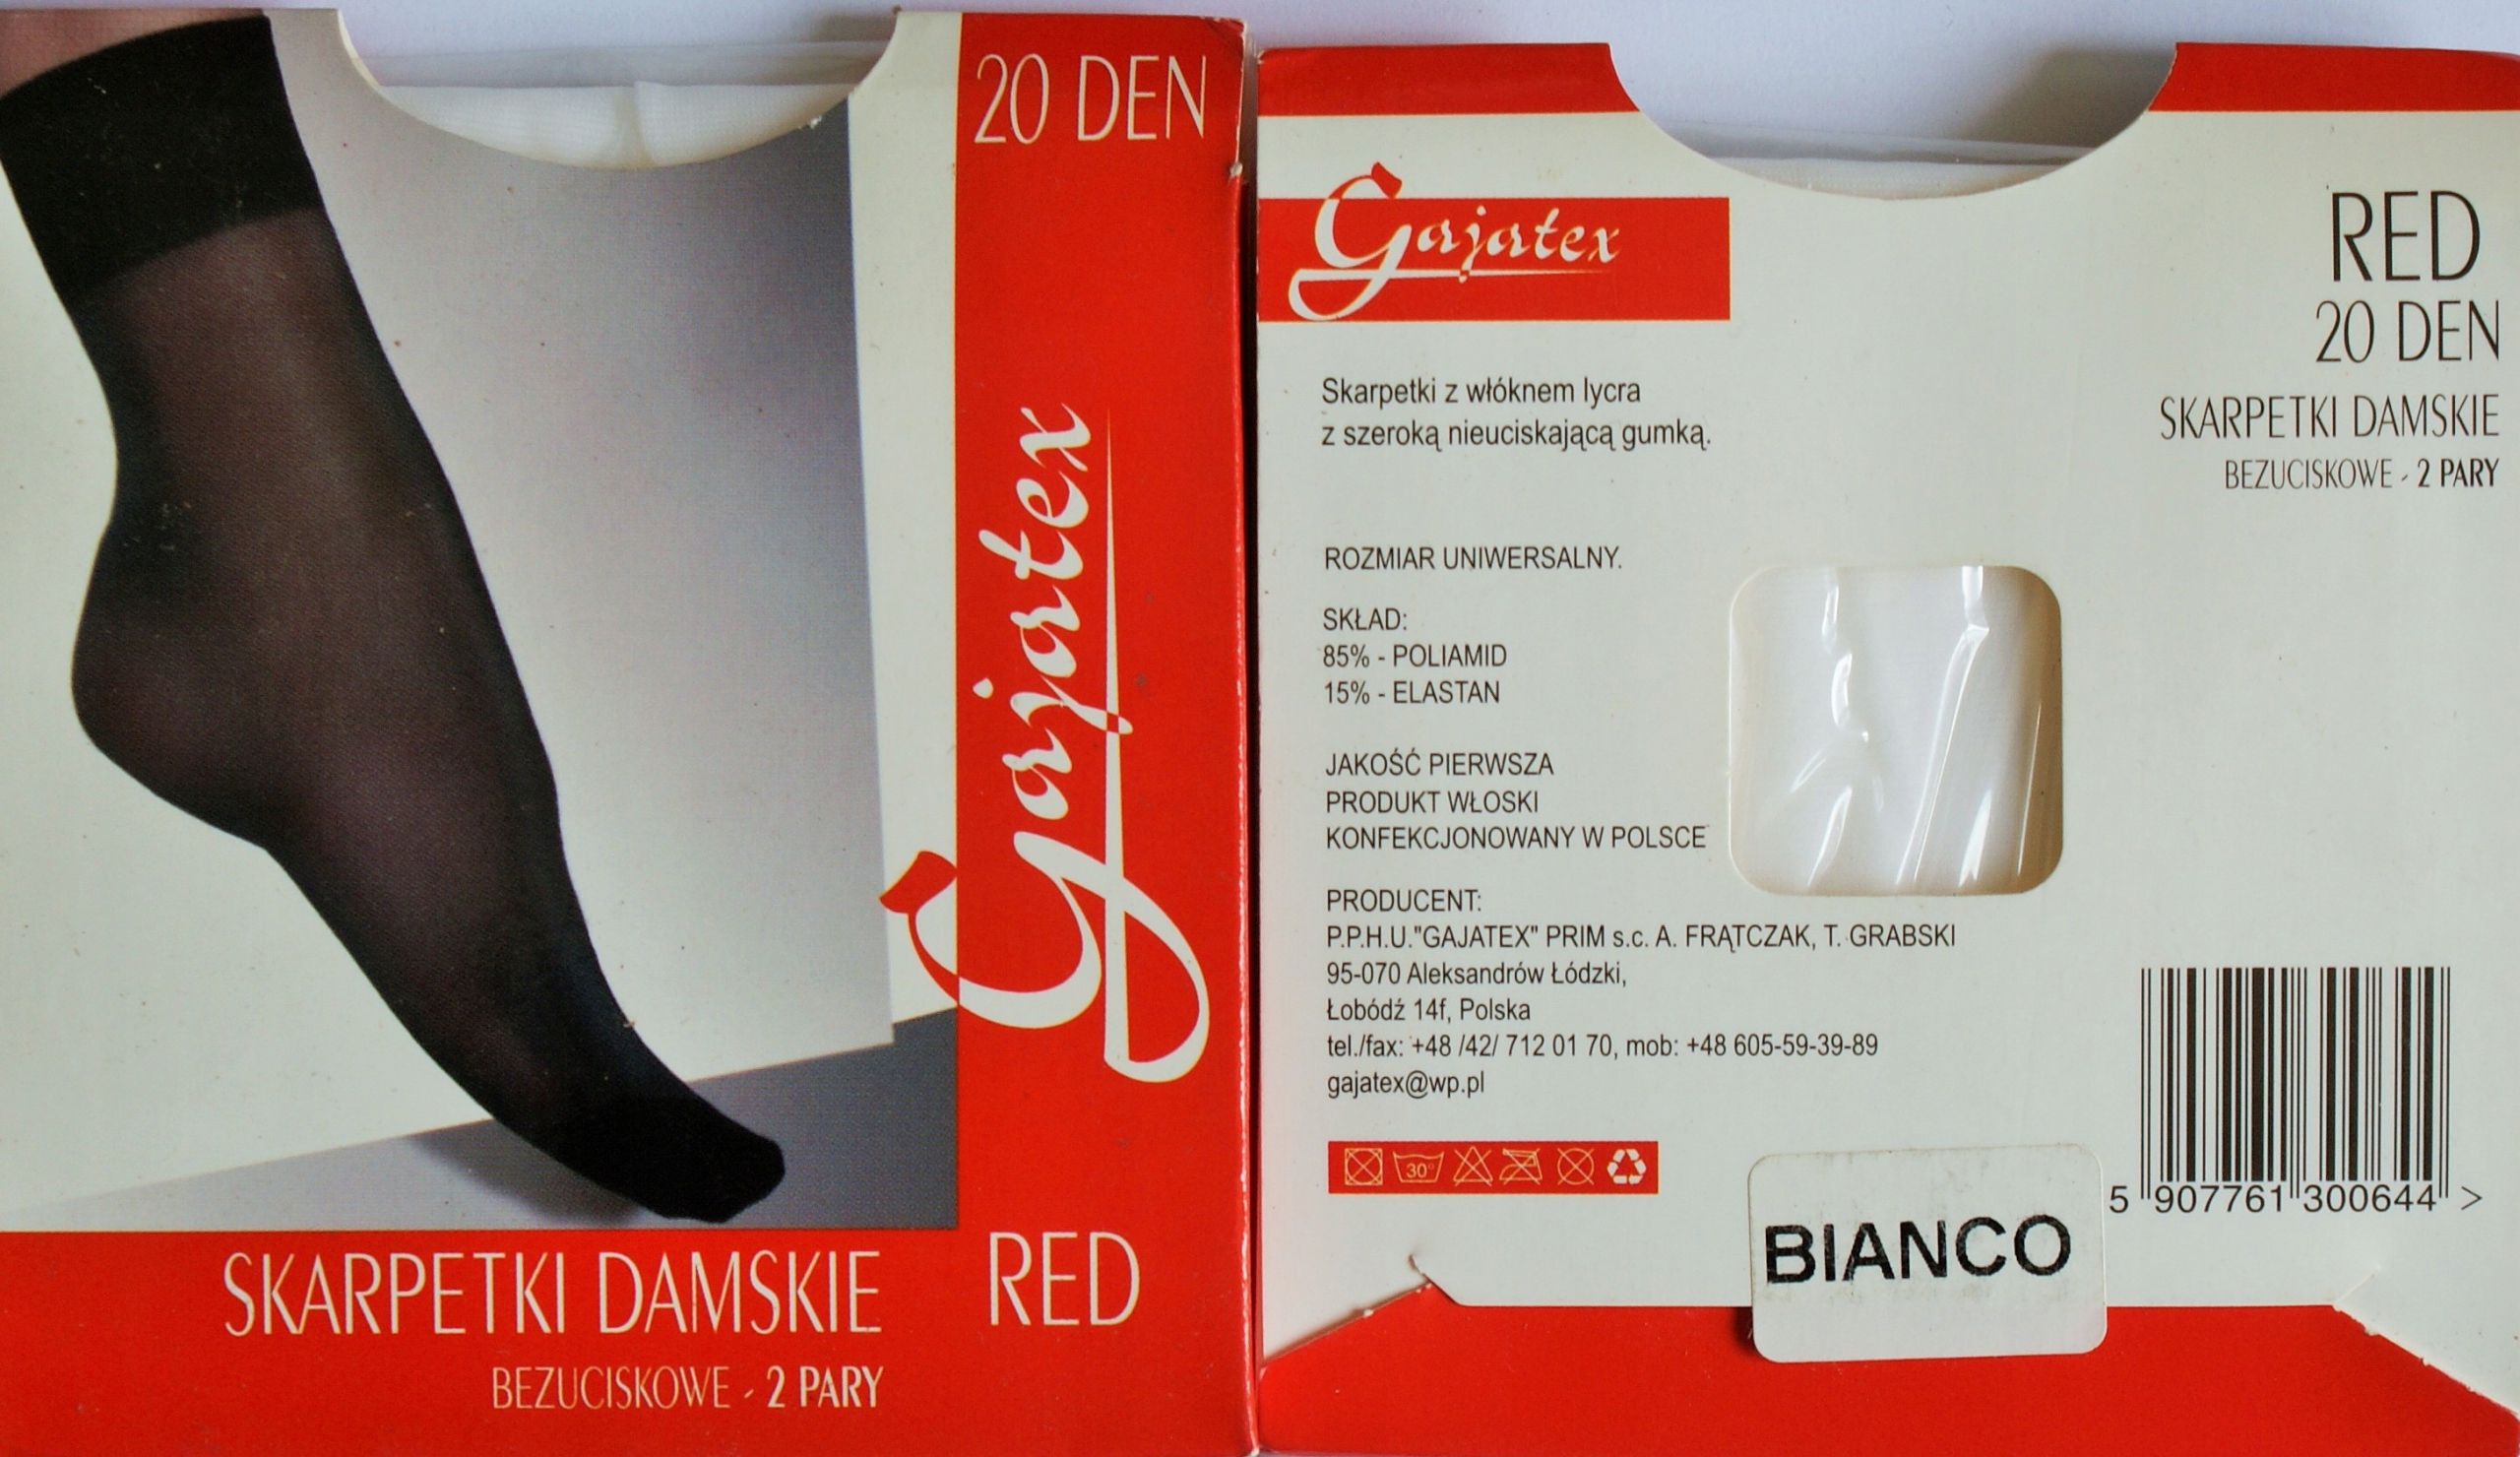 20 DEN
Gajatex
RED
SKARPETKI DAMSKIE
BEZUCISKOWE - 2 PARY
Gajatex
RED
20 DEN
SKARPETKI DAMSKIE
BEZUCISKOWE - 2 PARY
Skarpetki z włóknem lycra
z szeroką nieuciskającą gumką.
ROZMIAR UNIWERSALNY.
SKŁAD:
85% - POLIAMID
15% - ELASTAN
JAKOŚĆ PIERWSZA
PRODUKT WŁOSKI
KONFEKCJONOWANY W POLSCE
PRODUCENT:
P.P.H.U."GAJATEX" PRIM s.c. A. FRĄTCZAK, T. GRABSKI
95-070 Aleksandrów Łódzki,
Łobódź 14f, Polska
tel./fax: +48 /42/ 712 01 70, mob: +48 605-59-39-89
gajatex@wp.pl
30°
5 907761 300644 >
BIANCO